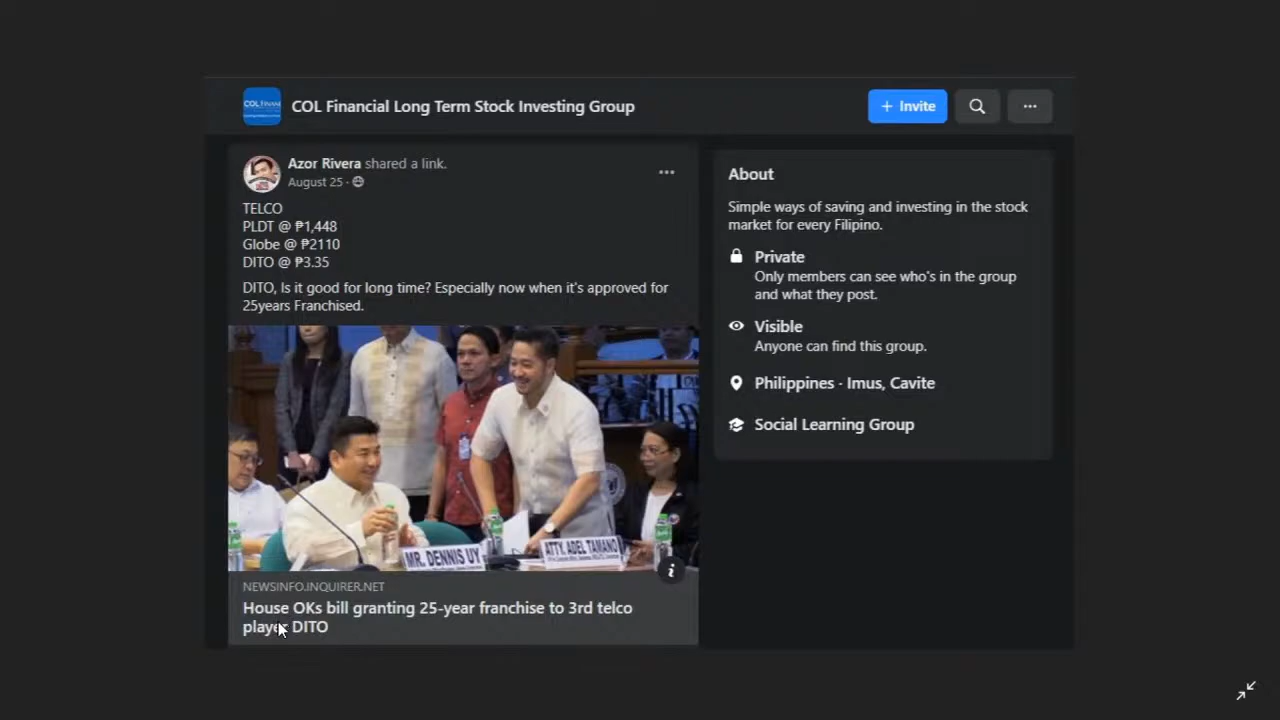 COL FINANCIAL
COL Financial Long Term Stock Investing Group
+ Invite
Azor Rivera shared a link.
August 25 ·
TELCO
PLDT @ ₱1,448
Globe @ ₱2110
DITO @ ₱3.35
DITO, Is it good for long time? Especially now when it's approved for
25years Franchised.
MR. DENNIS UY
ATTY. ADEL TAMANO
NEWSINFO.INQUIRER.NET
House OKs bill granting 25-year franchise to 3rd telco
player DITO
About
Simple ways of saving and investing in the stock
market for every Filipino.
Private
Only members can see who's in the group
and what they post.
Visible
Anyone can find this group.
Philippines · Imus, Cavite
Social Learning Group